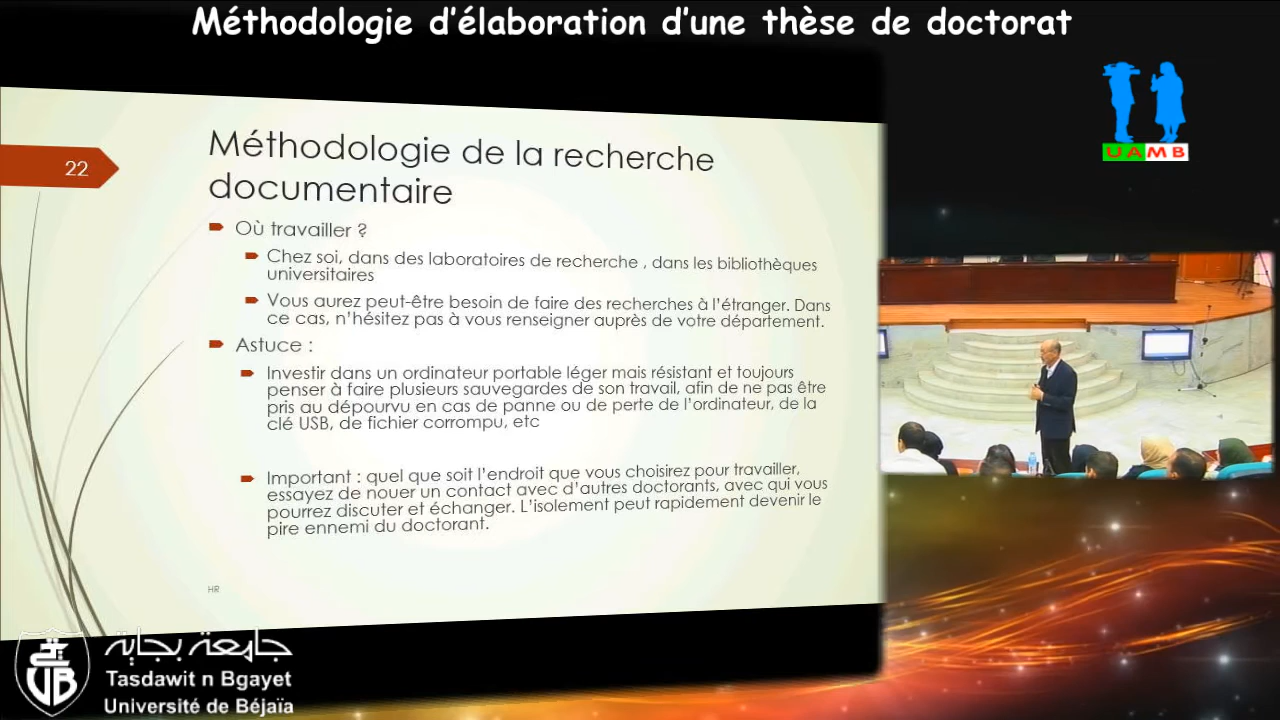 Méthodologie d’élaboration d’une thèse de doctorat
UAMB
22
Méthodologie de la recherche
documentaire
Où travailler ?
Chez soi, dans des laboratoires de recherche , dans les bibliothèques
universitaires
Vous aurez peut-être besoin de faire des recherches à l’étranger. Dans
ce cas, n’hésitez pas à vous renseigner auprès de votre département.
Astuce :
Investir dans un ordinateur portable léger mais résistant et toujours
penser à faire plusieurs sauvegardes de son travail, afin de ne pas être
pris au dépourvu en cas de panne ou de perte de l’ordinateur, de la
clé USB, de fichier corrompu, etc
Important : quel que soit l’endroit que vous choisirez pour travailler,
essayez de nouer un contact avec d’autres doctorants, avec qui vous
pourrez discuter et échanger. L’isolement peut rapidement devenir le
pire ennemi du doctorant.
HR
UB
جامعة بجاية
Tasdawit n Bgayet
Université de Béjaïa